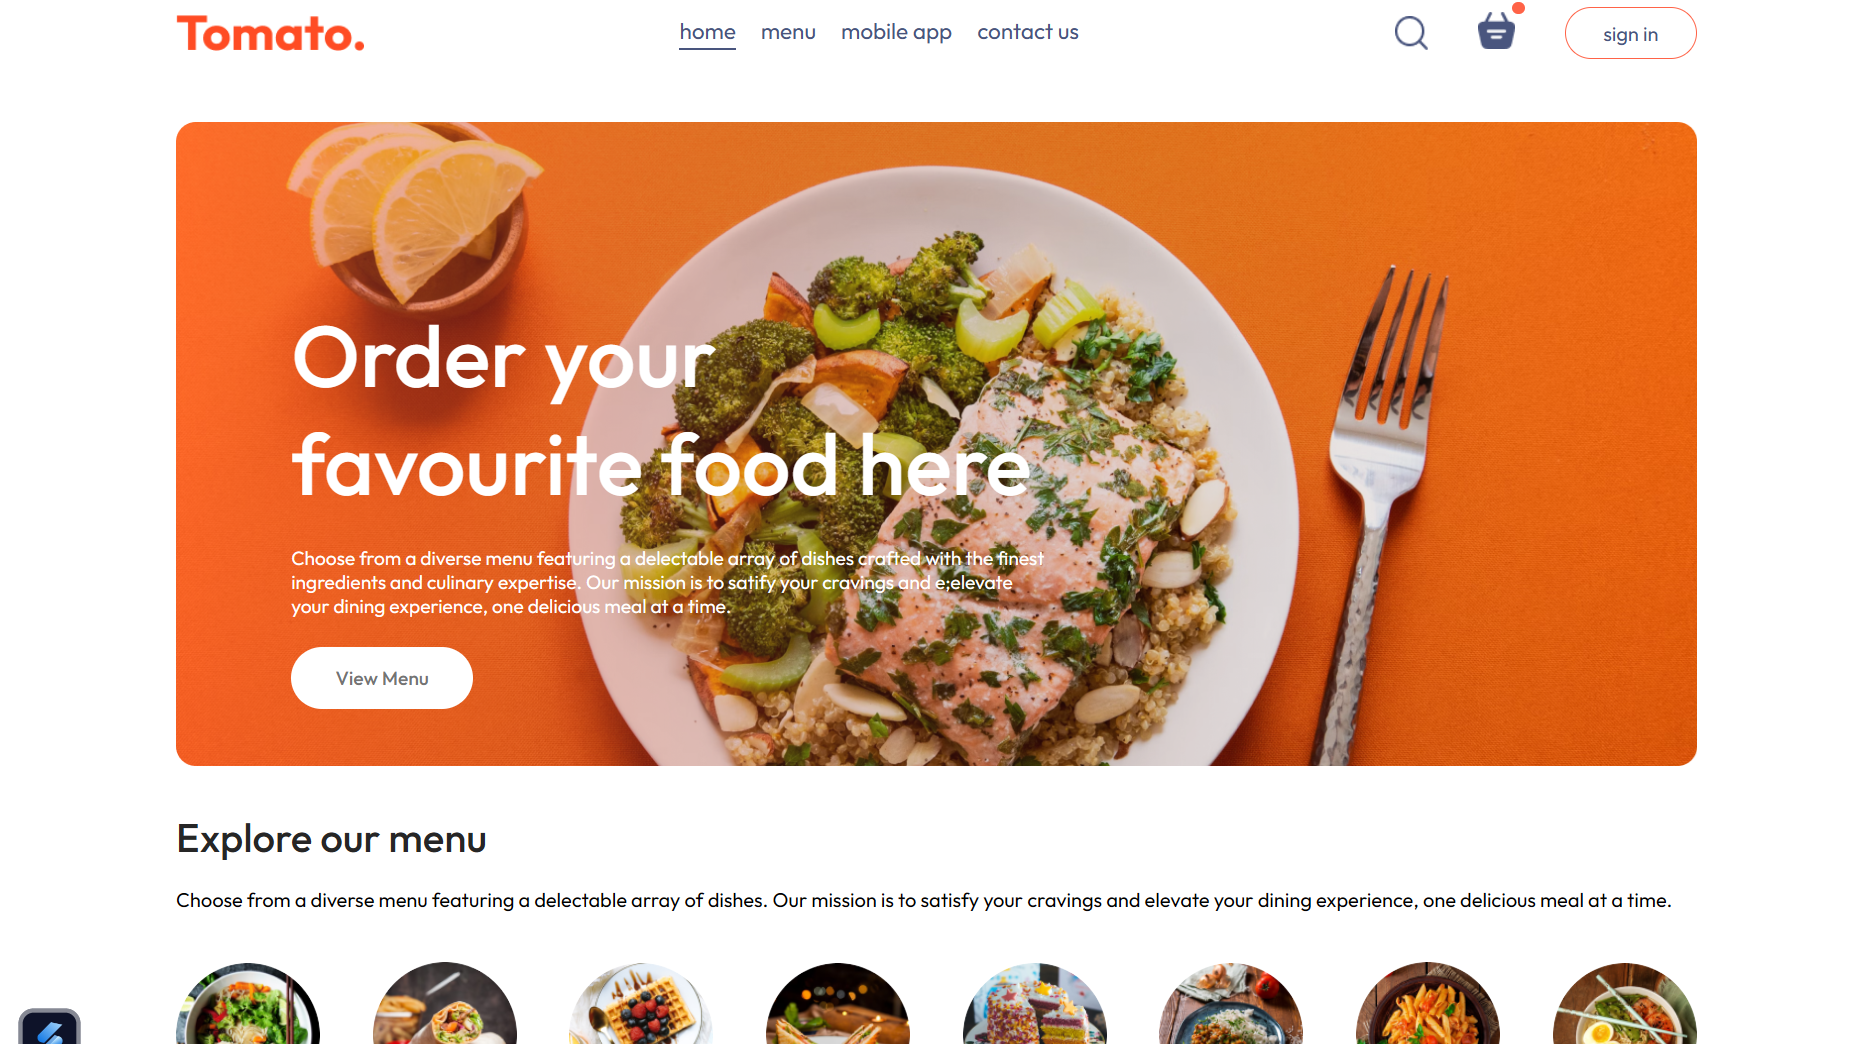 Tomato.
home menu mobile app contact us
sign in
Order your
favourite food here
Choose from a diverse menu featuring a delectable array of dishes crafted with the finest
ingredients and culinary expertise. Our mission is to satify your cravings and e;elevate
your dining experience, one delicious meal at a time.
View Menu
Explore our menu
Choose from a diverse menu featuring a delectable array of dishes. Our mission is to satisfy your cravings and elevate your dining experience, one delicious meal at a time.